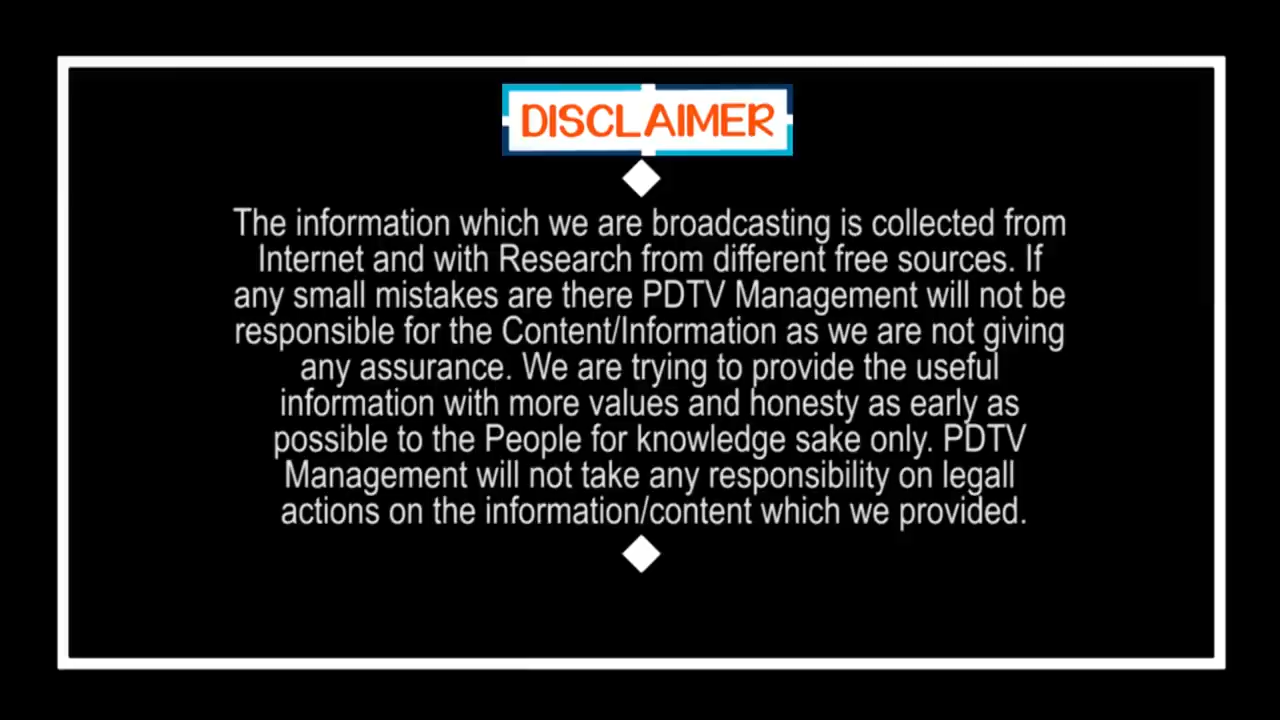 DISCLAIMER
The information which we are broadcasting is collected from
Internet and with Research from different free sources. If
any small mistakes are there PDTV Management will not be
responsible for the Content/Information as we are not giving
any assurance. We are trying to provide the useful
information with more values and honesty as early as
possible to the People for knowledge sake only. PDTV
Management will not take any responsibility on legall
actions on the information/content which we provided.